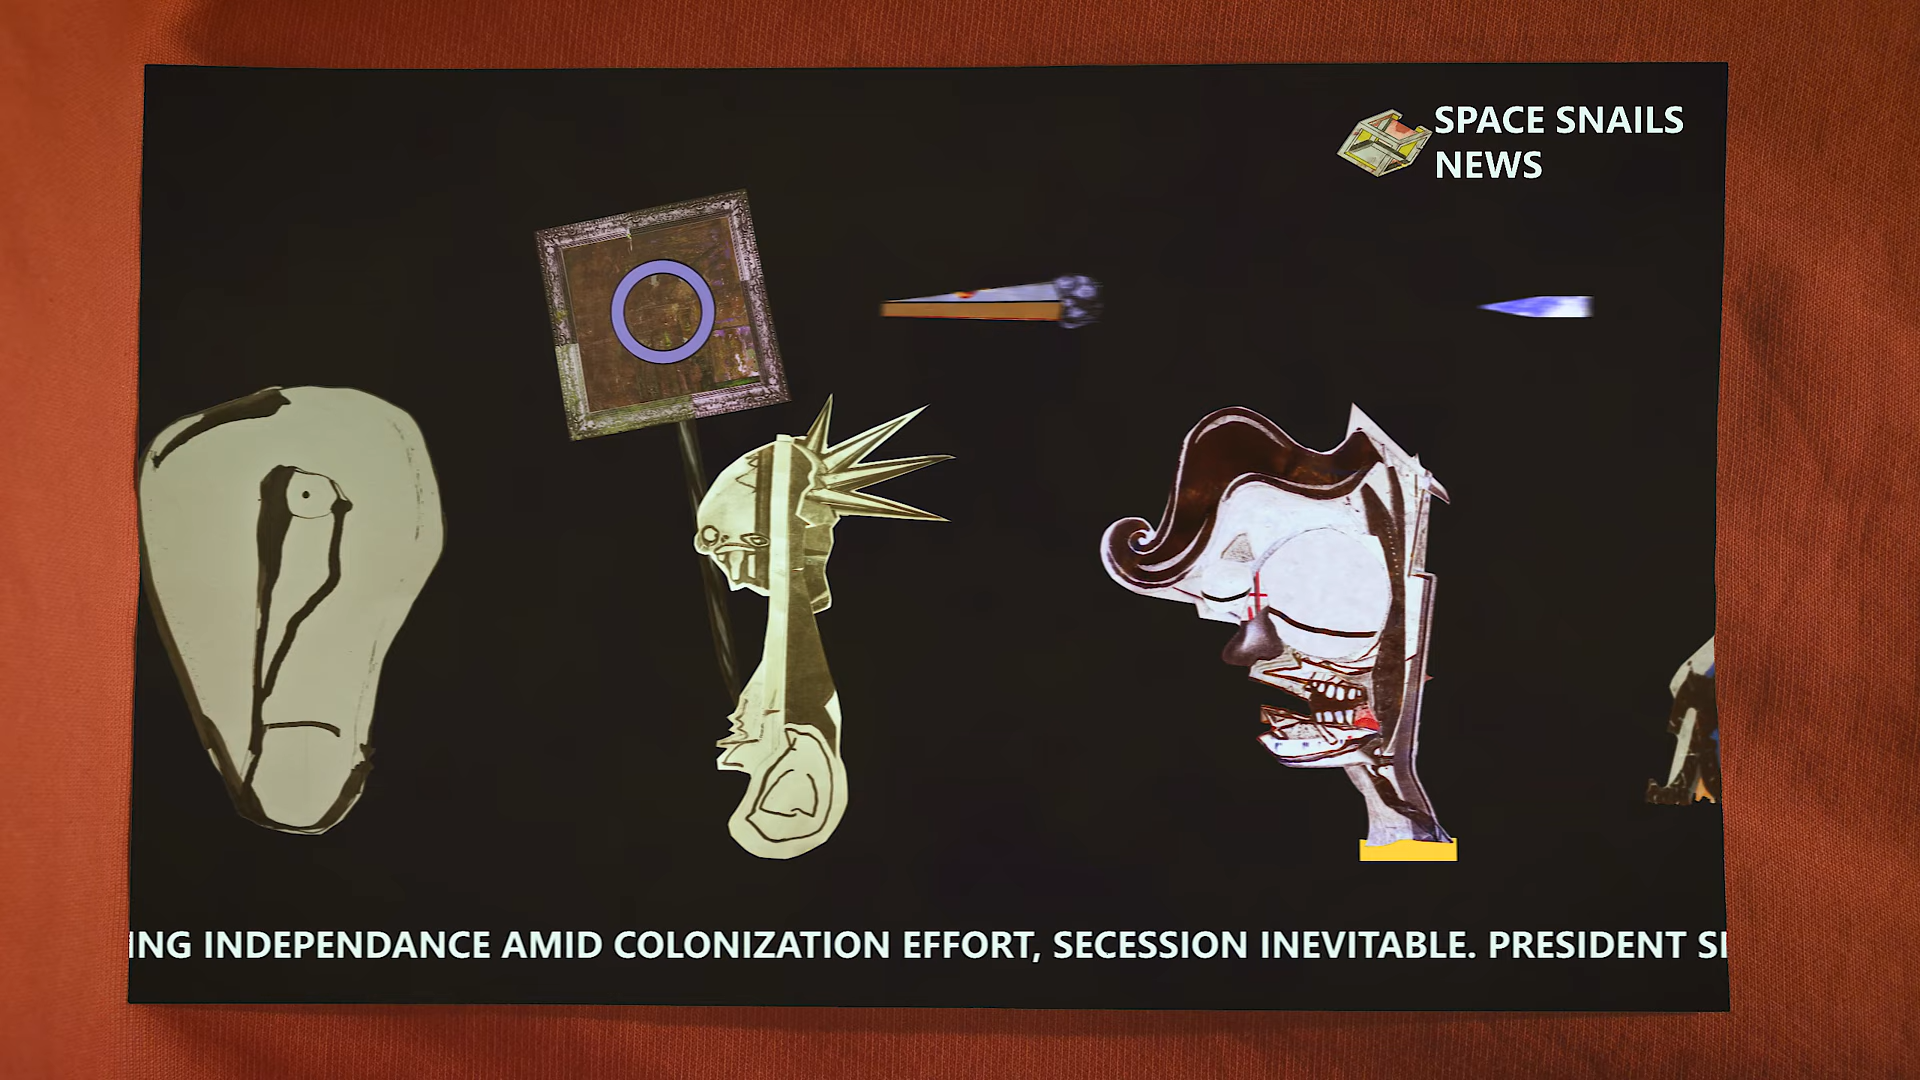 SPACE SNAILS
NEWS
ING INDEPENDANCE AMID COLONIZATION EFFORT, SECESSION INEVITABLE. PRESIDENT